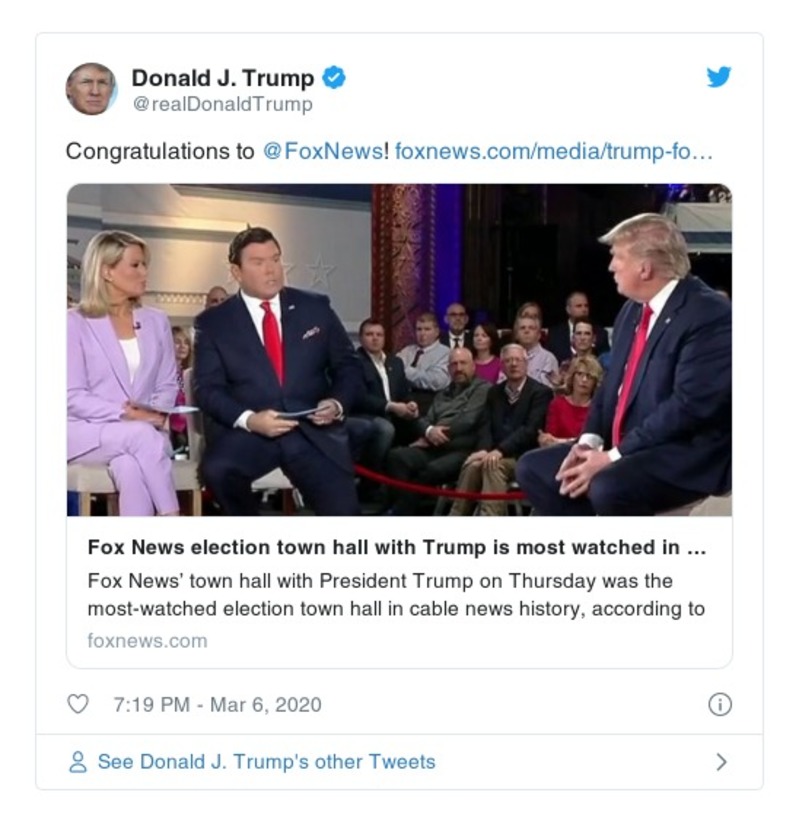 Donald J. Trump
@realDonaldTrump
Congratulations to @FoxNews! foxnews.com/media/trump-fo…
Fox News election town hall with Trump is most watched in ...
Fox News’ town hall with President Trump on Thursday was the
most-watched election town hall in cable news history, according to
foxnews.com
7:19 PM - Mar 6, 2020
See Donald J. Trump's other Tweets